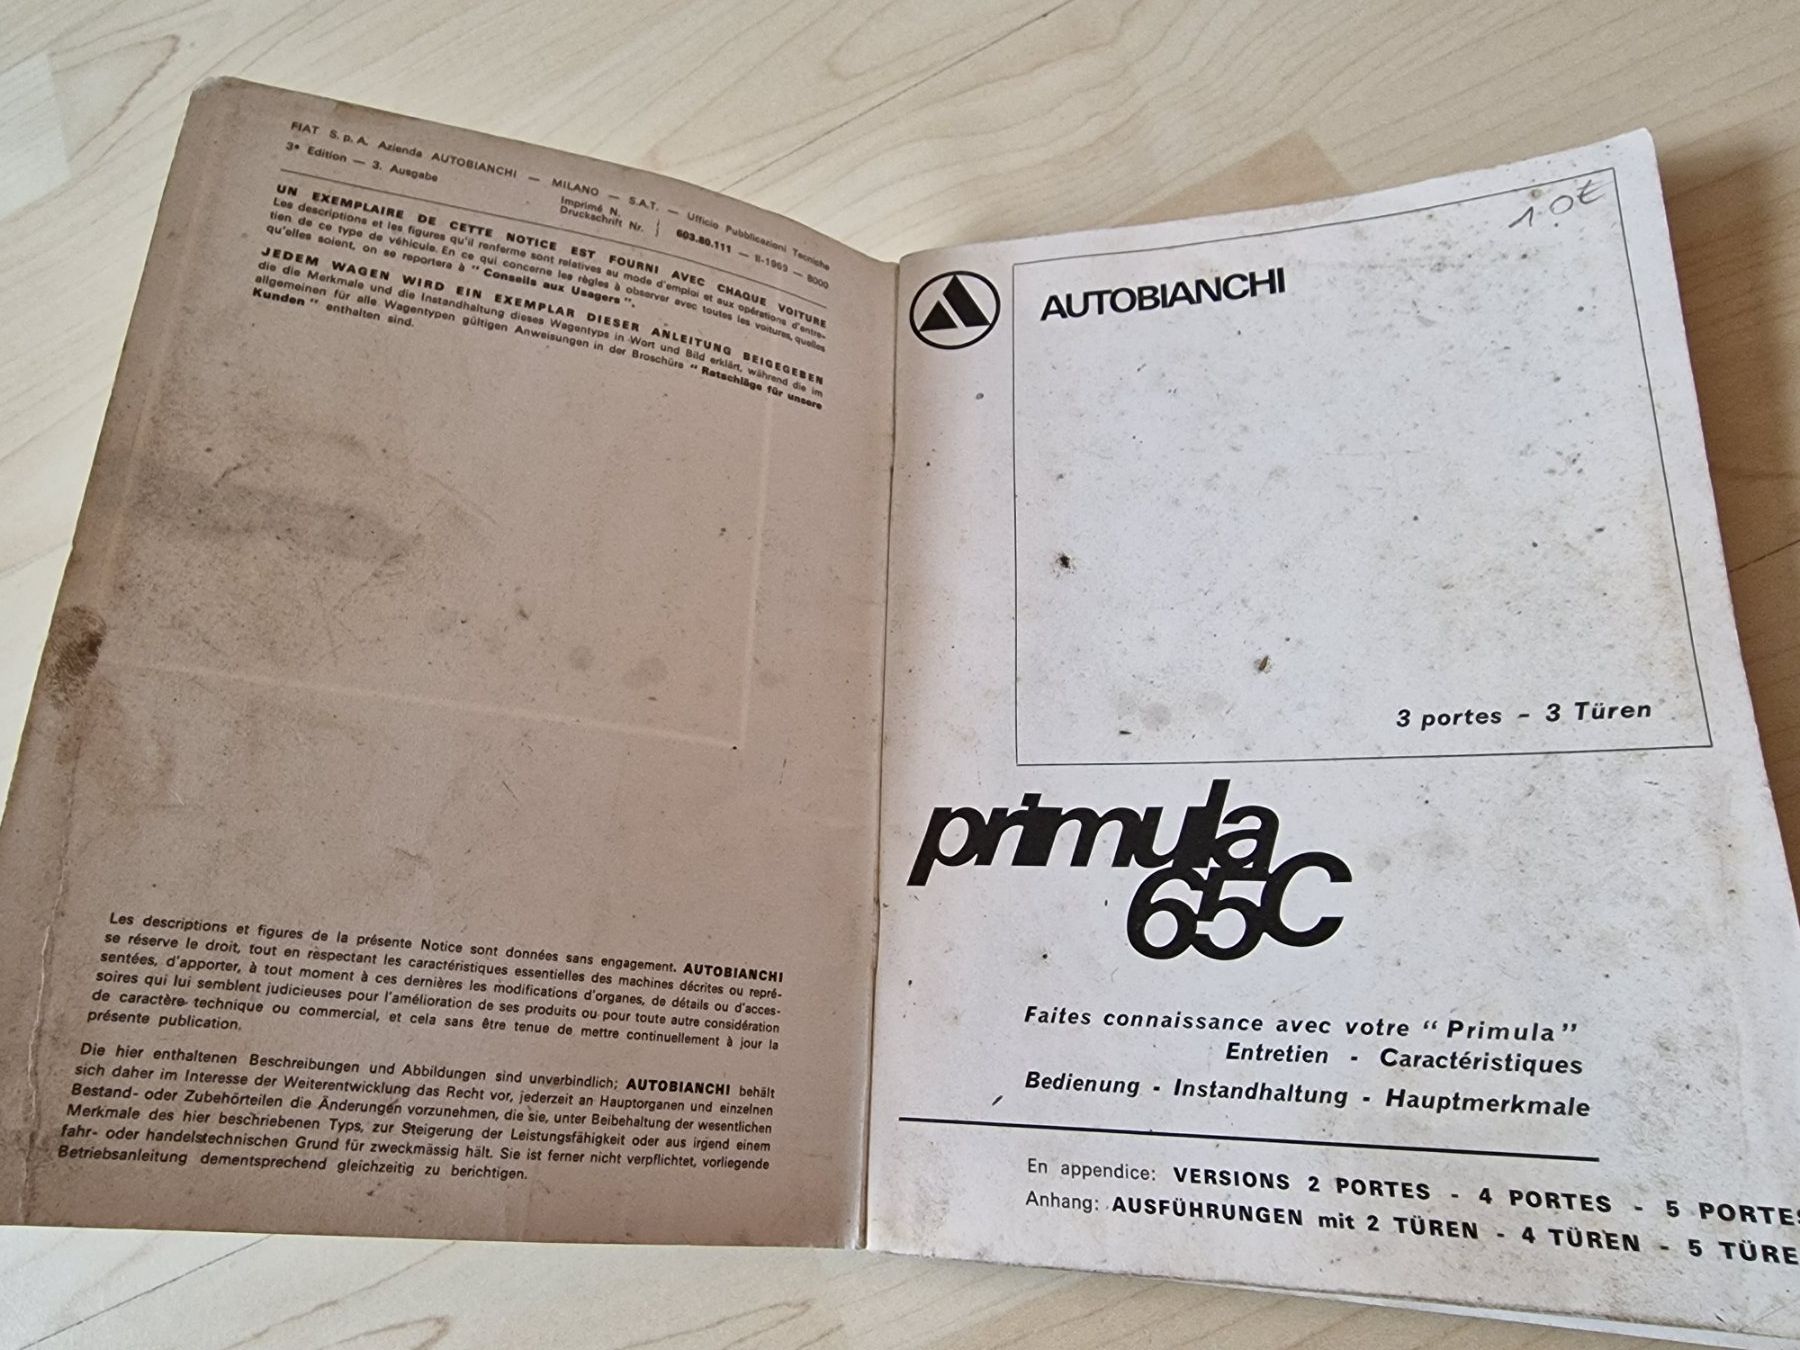 FIAT S.p.A. Azienda AUTOBIANCHI — MILANO — S.A.T. — Ufficio Pubblicazioni Tecniche
3ª Edition — 3. Ausgabe
Imprimé N.
Druckschrift Nr. } 603.80.111 — II-1969 — 8000
UN EXEMPLAIRE DE CETTE NOTICE EST FOURNI AVEC CHAQUE VOITURE
Les descriptions et les figures qu'il renferme sont relatives au mode d'emploi et aux opérations d'entre-
tien de ce type de véhicule. En ce qui concerne les règles à observer avec toutes les voitures, quelles
qu'elles soient, on se reportera à " Conseils aux Usagers ".
JEDEM WAGEN WIRD EIN EXEMPLAR DIESER ANLEITUNG BEIGEGEBEN
die die Merkmale und die Instandhaltung dieses Wagentyps in Wort und Bild erklärt, während die im
allgemeinen für alle Wagentypen gültigen Anweisungen in der Broschüre " Ratschläge für unsere
Kunden " enthalten sind.
Les descriptions et figures de la présente Notice sont données sans engagement. AUTOBIANCHI
se réserve le droit, tout en respectant les caractéristiques essentielles des machines décrites ou repré-
sentées, d'apporter, à tout moment à ces dernières les modifications d'organes, de détails ou d'acces-
soires qui lui semblent judicieuses pour l'amélioration de ses produits ou pour toute autre considération
de caractère technique ou commercial, et cela sans être tenue de mettre continuellement à jour la
présente publication.
Die hier enthaltenen Beschreibungen und Abbildungen sind unverbindlich; AUTOBIANCHI behält
sich daher im Interesse der Weiterentwicklung das Recht vor, jederzeit an Hauptorganen und einzelnen
Bestand- oder Zubehörteilen die Änderungen vorzunehmen, die sie, unter Beibehaltung der wesentlichen
Merkmale des hier beschriebenen Typs, zur Steigerung der Leistungsfähigkeit oder aus irgend einem
fahr- oder handelstechnischen Grund für zweckmässig hält. Sie ist ferner nicht verpflichtet, vorliegende
Betriebsanleitung dementsprechend gleichzeitig zu berichtigen.
10€
AUTOBIANCHI
3 portes - 3 Türen
primula
65C
Faites connaissance avec votre " Primula "
Entretien - Caractéristiques
Bedienung - Instandhaltung - Hauptmerkmale
En appendice: VERSIONS 2 PORTES - 4 PORTES - 5 PORTES
Anhang: AUSFÜHRUNGEN mit 2 TÜREN - 4 TÜREN - 5 TÜRE